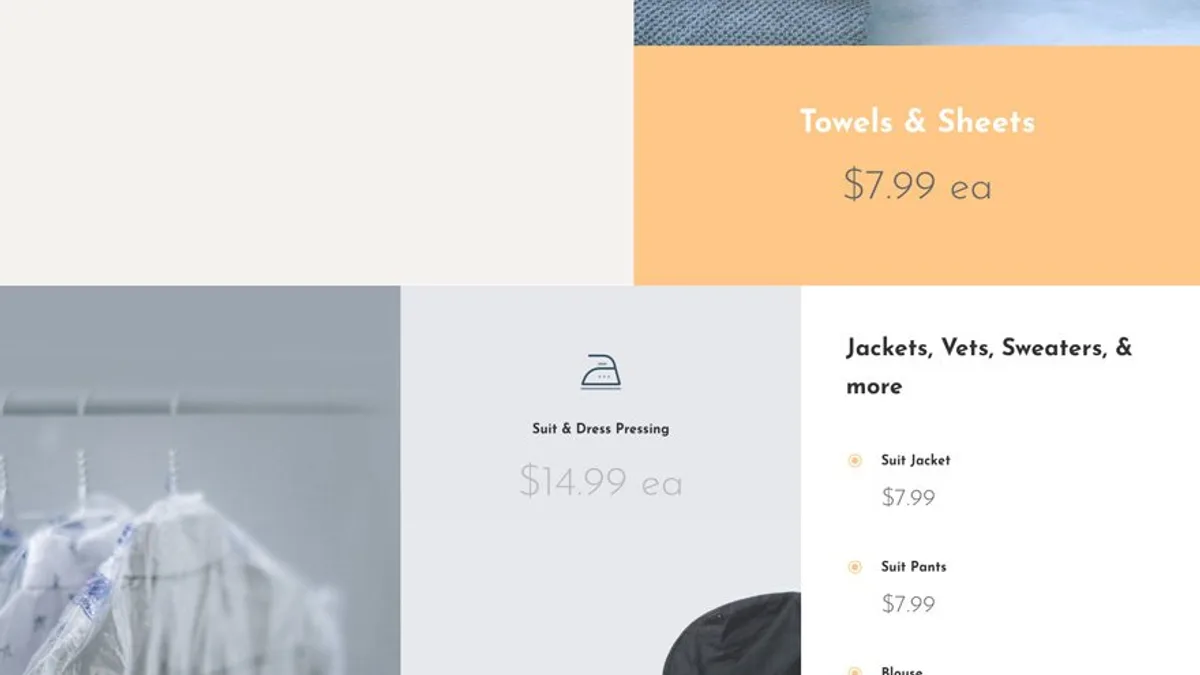 Towels & Sheets
$7.99 ea
Suit & Dress Pressing
$14.99 ea
Jackets, Vets, Sweaters, &
more
Suit Jacket
$7.99
Suit Pants
$7.99
Blouse